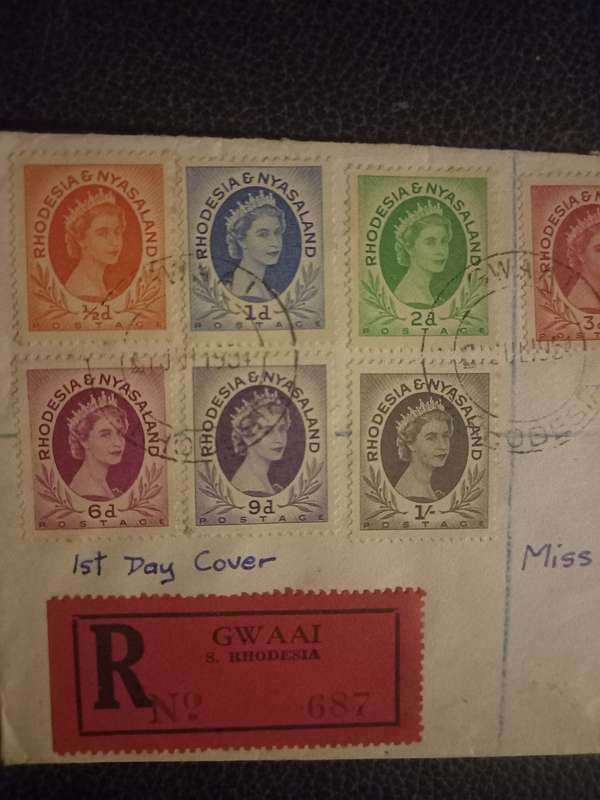 RHODESIA & NYASALAND
½d
POSTAGE
RHODESIA & NYASALAND
1d
POSTAGE
RHODESIA & NYASALAND
2d
POSTAGE
3d
RHODESIA & NYASALAND
6d
POSTAGE
RHODESIA & NYASALAND
9d
POSTAGE
RHODESIA & NYASALAND
1/-
POSTAGE
1st Day Cover
Miss
R
GWAAI
S. RHODESIA
Nº 687